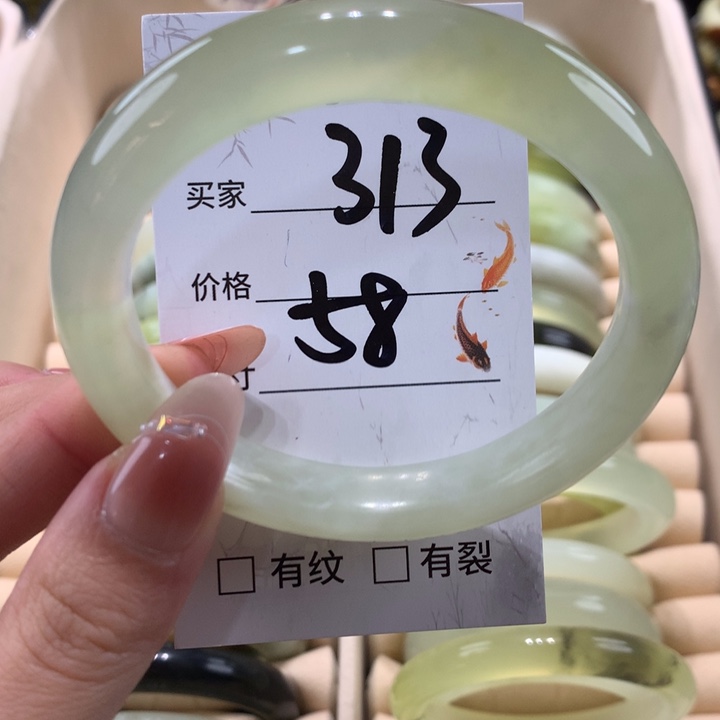 买家 313
价格 58
寸
□ 有纹 □ 有裂